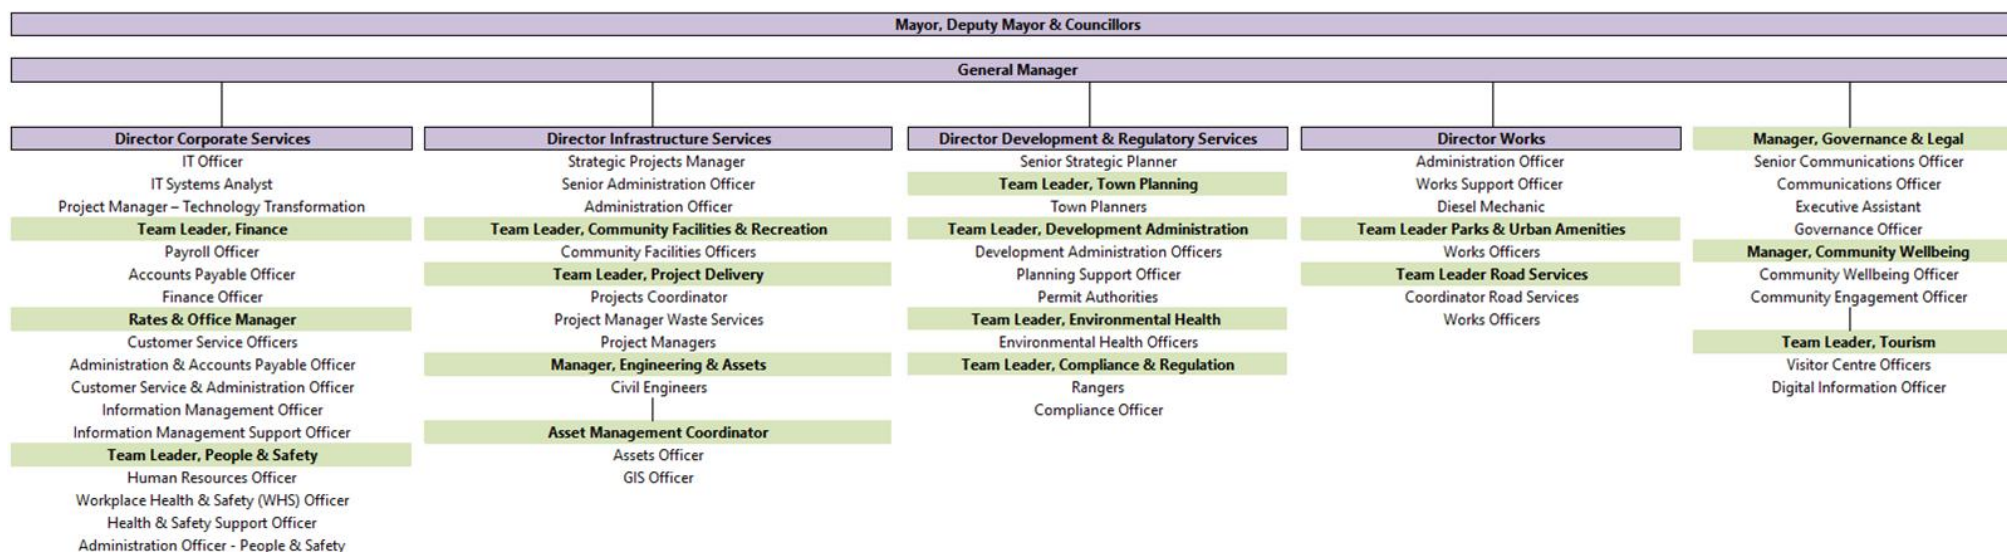 Mayor, Deputy Mayor & Councillors
General Manager
Director Corporate Services
IT Officer
IT Systems Analyst
Project Manager – Technology Transformation
Team Leader, Finance
Payroll Officer
Accounts Payable Officer
Finance Officer
Rates & Office Manager
Customer Service Officers
Administration & Accounts Payable Officer
Customer Service & Administration Officer
Information Management Officer
Information Management Support Officer
Team Leader, People & Safety
Human Resources Officer
Workplace Health & Safety (WHS) Officer
Health & Safety Support Officer
Administration Officer - People & Safety
Director Infrastructure Services
Strategic Projects Manager
Senior Administration Officer
Administration Officer
Team Leader, Community Facilities & Recreation
Community Facilities Officers
Team Leader, Project Delivery
Projects Coordinator
Project Manager Waste Services
Project Managers
Manager, Engineering & Assets
Civil Engineers
Asset Management Coordinator
Assets Officer
GIS Officer
Director Development & Regulatory Services
Senior Strategic Planner
Team Leader, Town Planning
Town Planners
Team Leader, Development Administration
Development Administration Officers
Planning Support Officer
Permit Authorities
Team Leader, Environmental Health
Environmental Health Officers
Team Leader, Compliance & Regulation
Rangers
Compliance Officer
Director Works
Administration Officer
Works Support Officer
Diesel Mechanic
Team Leader Parks & Urban Amenities
Works Officers
Team Leader Road Services
Coordinator Road Services
Works Officers
Manager, Governance & Legal
Senior Communications Officer
Communications Officer
Executive Assistant
Governance Officer
Manager, Community Wellbeing
Community Wellbeing Officer
Community Engagement Officer
Team Leader, Tourism
Visitor Centre Officers
Digital Information Officer